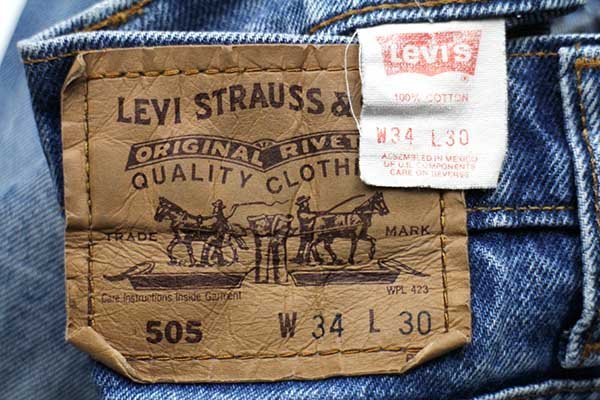 LEVI STRAUSS &
ORIGINAL RIVET
QUALITY CLOTHI
TRADE MARK
Care Instructions Inside Garment
WPL 423
505 W 34 L 30
Levi's
100% COTTON
W34 L30
ASSEMBLED IN MEXICO
OF U.S. COMPONENTS
CARE ON REVERSE